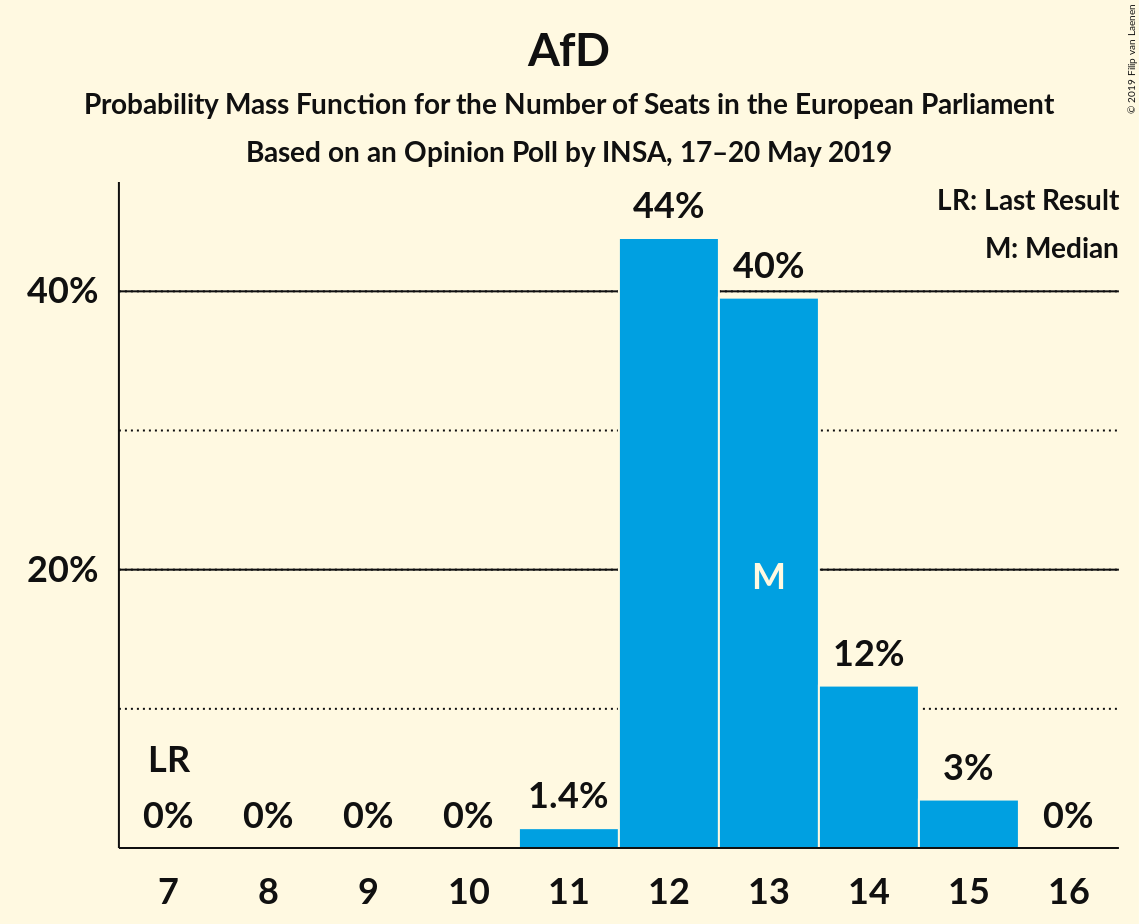 AfD
Probability Mass Function for the Number of Seats in the European Parliament
Based on an Opinion Poll by INSA, 17–20 May 2019
© 2019 Filip van Laenen
LR: Last Result
M: Median
40%
20%
44%
40%
M
12%
LR
0%
0%
0%
0%
1.4%
3%
0%
7
8
9
10
11
12
13
14
15
16